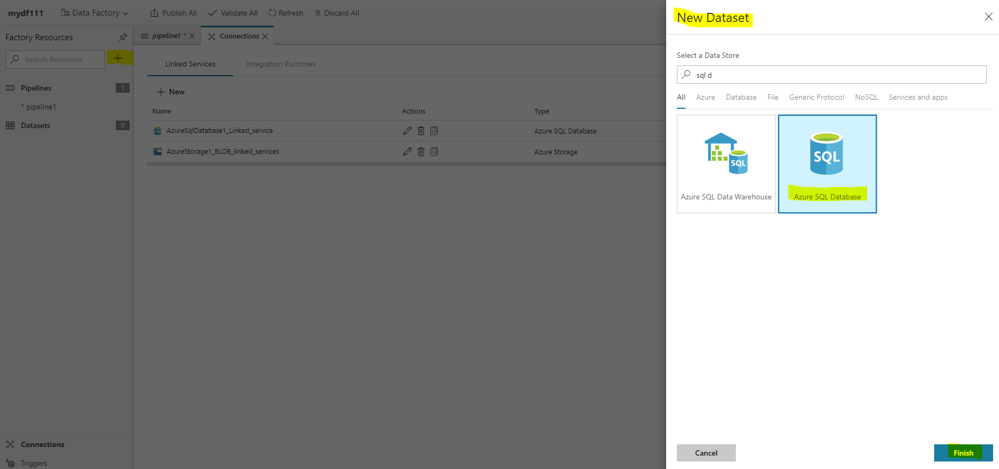 mydf111 Data Factory Publish All Validate All Refresh Discard All
Factory Resources
Search Resources
Pipelines 1
* pipeline1
Datasets 0
Connections
Triggers
pipeline1 * Connections
Linked Services Integration Runtimes
New
Name Actions Type
SQL AzureSqlDatabase1_Linked_service Azure SQL Database
AzureStorage1_BLOB_linked_services Azure Storage
New Dataset
Select a Data Store
sql d
All Azure Database File Generic Protocol NoSQL Services and apps
SQL
Azure SQL Data Warehouse
SQL
Azure SQL Database
Cancel Finish